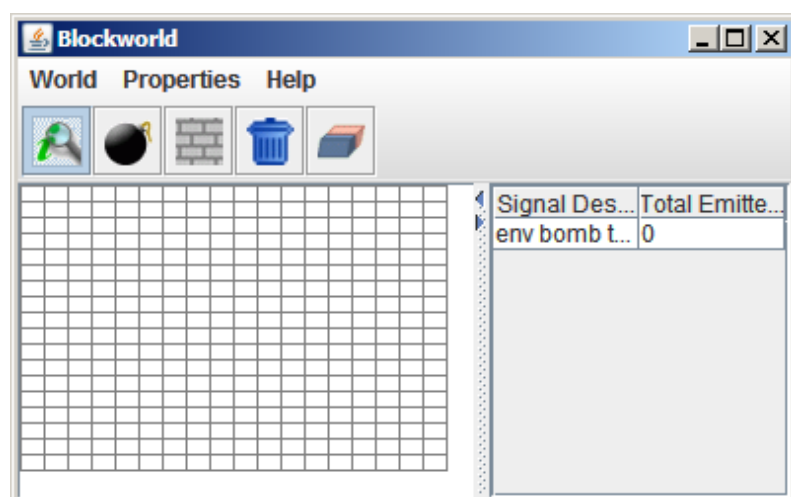 Blockworld
World Properties Help
Signal Des... Total Emitte...
env bomb t... 0